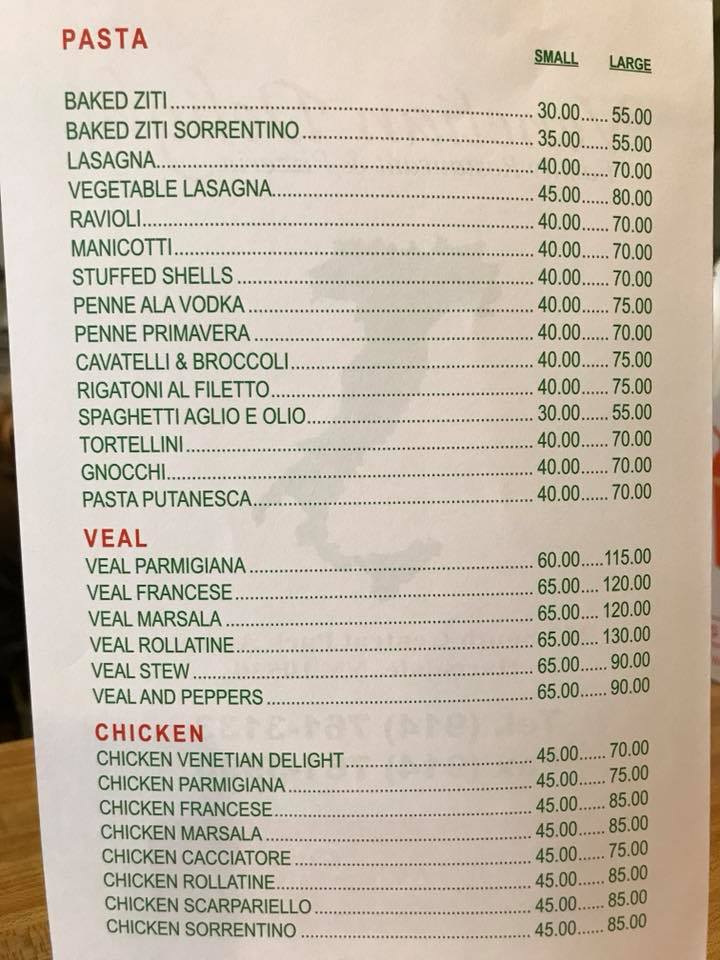 PASTA
SMALL LARGE
BAKED ZITI 30.00 55.00
BAKED ZITI SORRENTINO 35.00 55.00
LASAGNA 40.00 70.00
VEGETABLE LASAGNA 45.00 80.00
RAVIOLI 40.00 70.00
MANICOTTI 40.00 70.00
STUFFED SHELLS 40.00 70.00
PENNE ALA VODKA 40.00 75.00
PENNE PRIMAVERA 40.00 70.00
CAVATELLI & BROCCOLI 40.00 75.00
RIGATONI AL FILETTO 40.00 75.00
SPAGHETTI AGLIO E OLIO 30.00 55.00
TORTELLINI 40.00 70.00
GNOCCHI 40.00 70.00
PASTA PUTANESCA 40.00 70.00
VEAL
VEAL PARMIGIANA 60.00 115.00
VEAL FRANCESE 65.00 120.00
VEAL MARSALA 65.00 120.00
VEAL ROLLATINE 65.00 130.00
VEAL STEW 65.00 90.00
VEAL AND PEPPERS 65.00 90.00
CHICKEN
CHICKEN VENETIAN DELIGHT 45.00 70.00
CHICKEN PARMIGIANA 45.00 75.00
CHICKEN FRANCESE 45.00 85.00
CHICKEN MARSALA 45.00 85.00
CHICKEN CACCIATORE 45.00 75.00
CHICKEN ROLLATINE 45.00 85.00
CHICKEN SCARPARIELLO 45.00 85.00
CHICKEN SORRENTINO 45.00 85.00